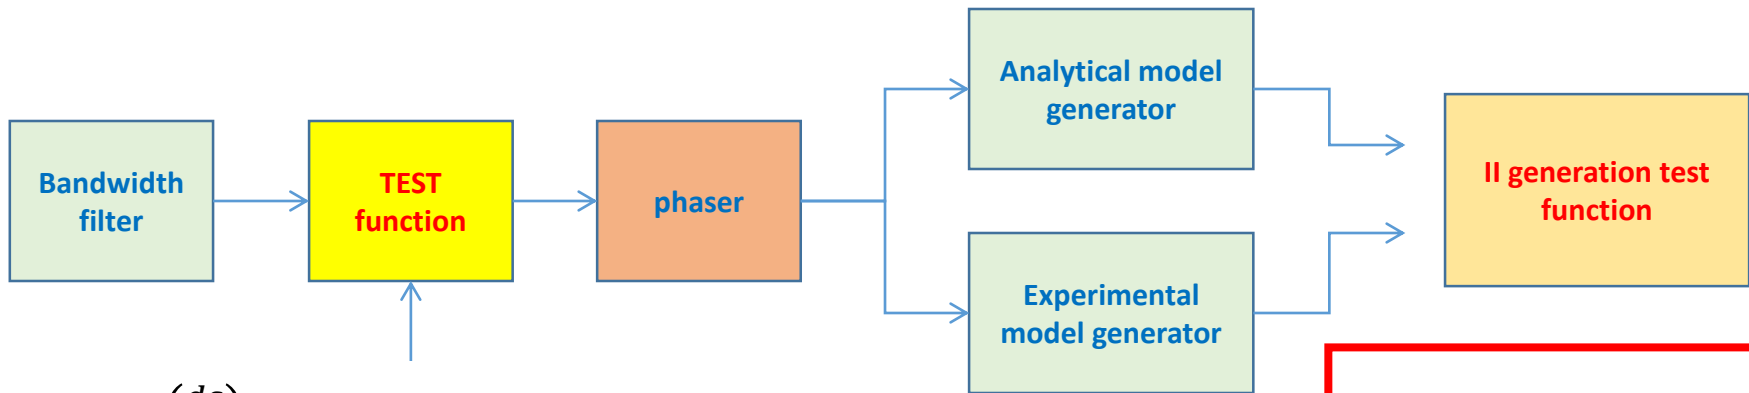 Bandwidth
filter
TEST
function
phaser
Analytical model
generator
Experimental
model generator
II generation test
function